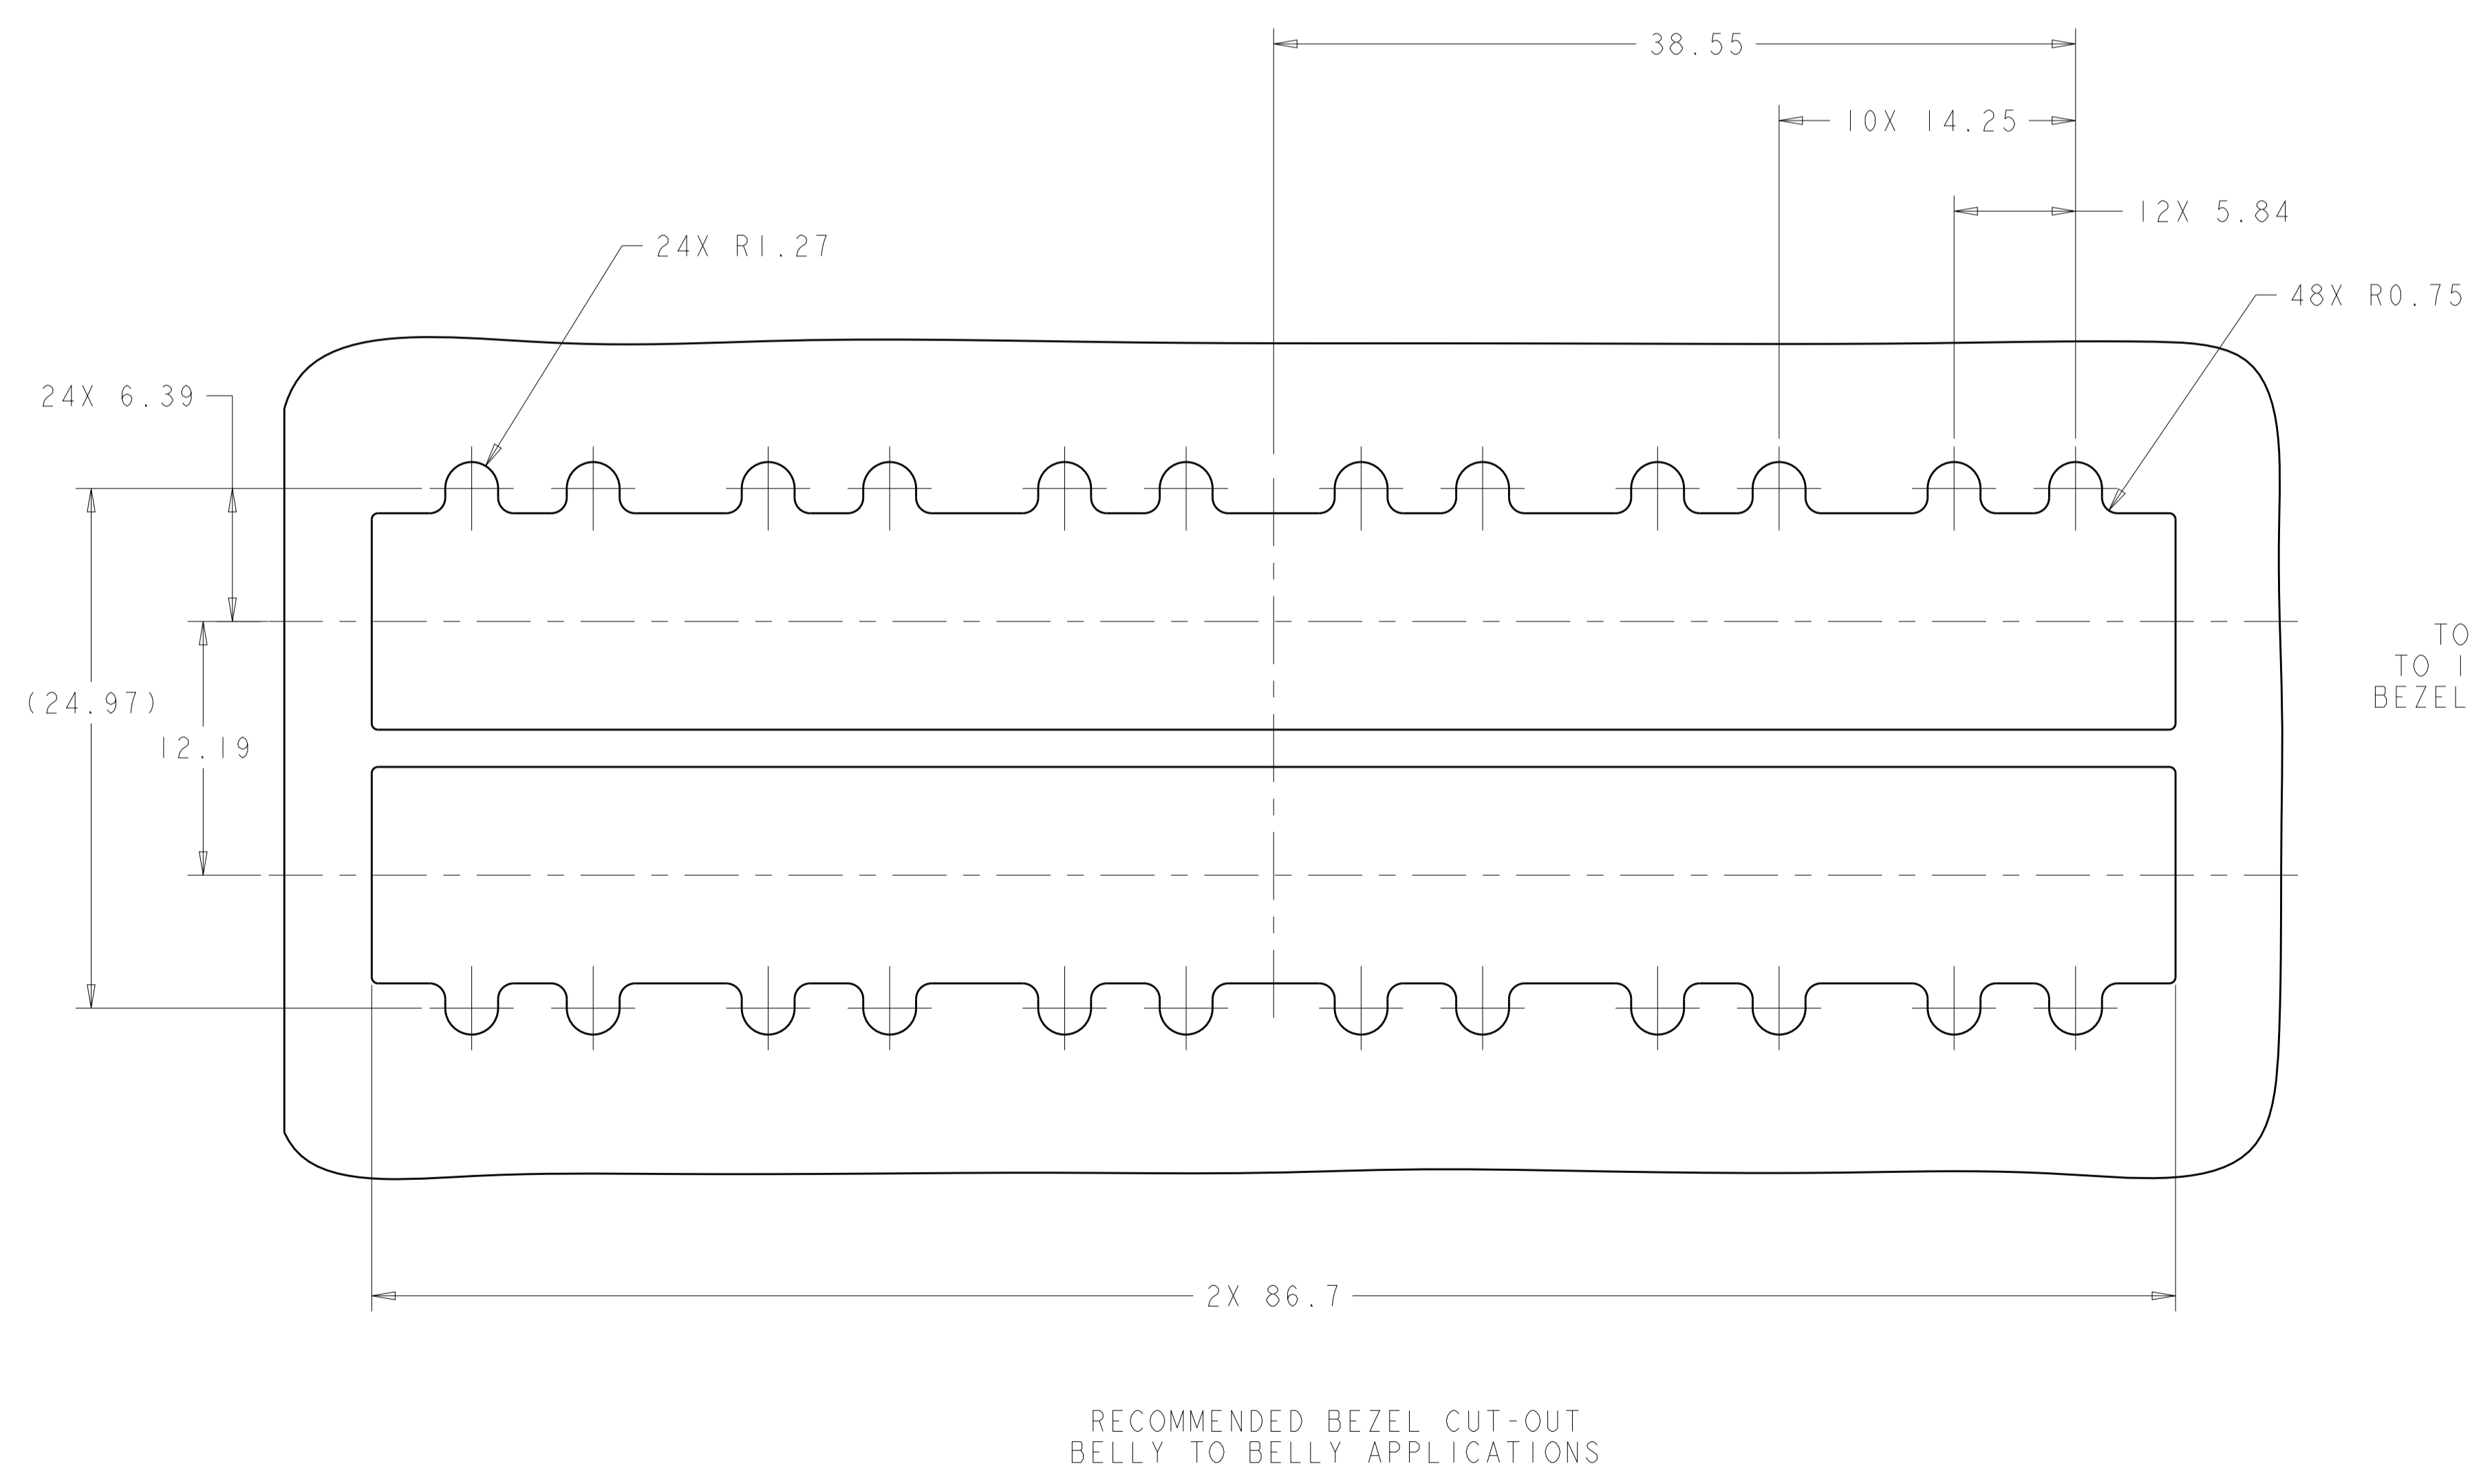 38.55
10X 14.25
12X 5.84
24X R1.27
48X R0.75
24X 6.39
TO
TO 1
BEZEL
(24.97)
12.19
2X 86.7
RECOMMENDED BEZEL CUT-OUT
BELLY TO BELLY APPLICATIONS